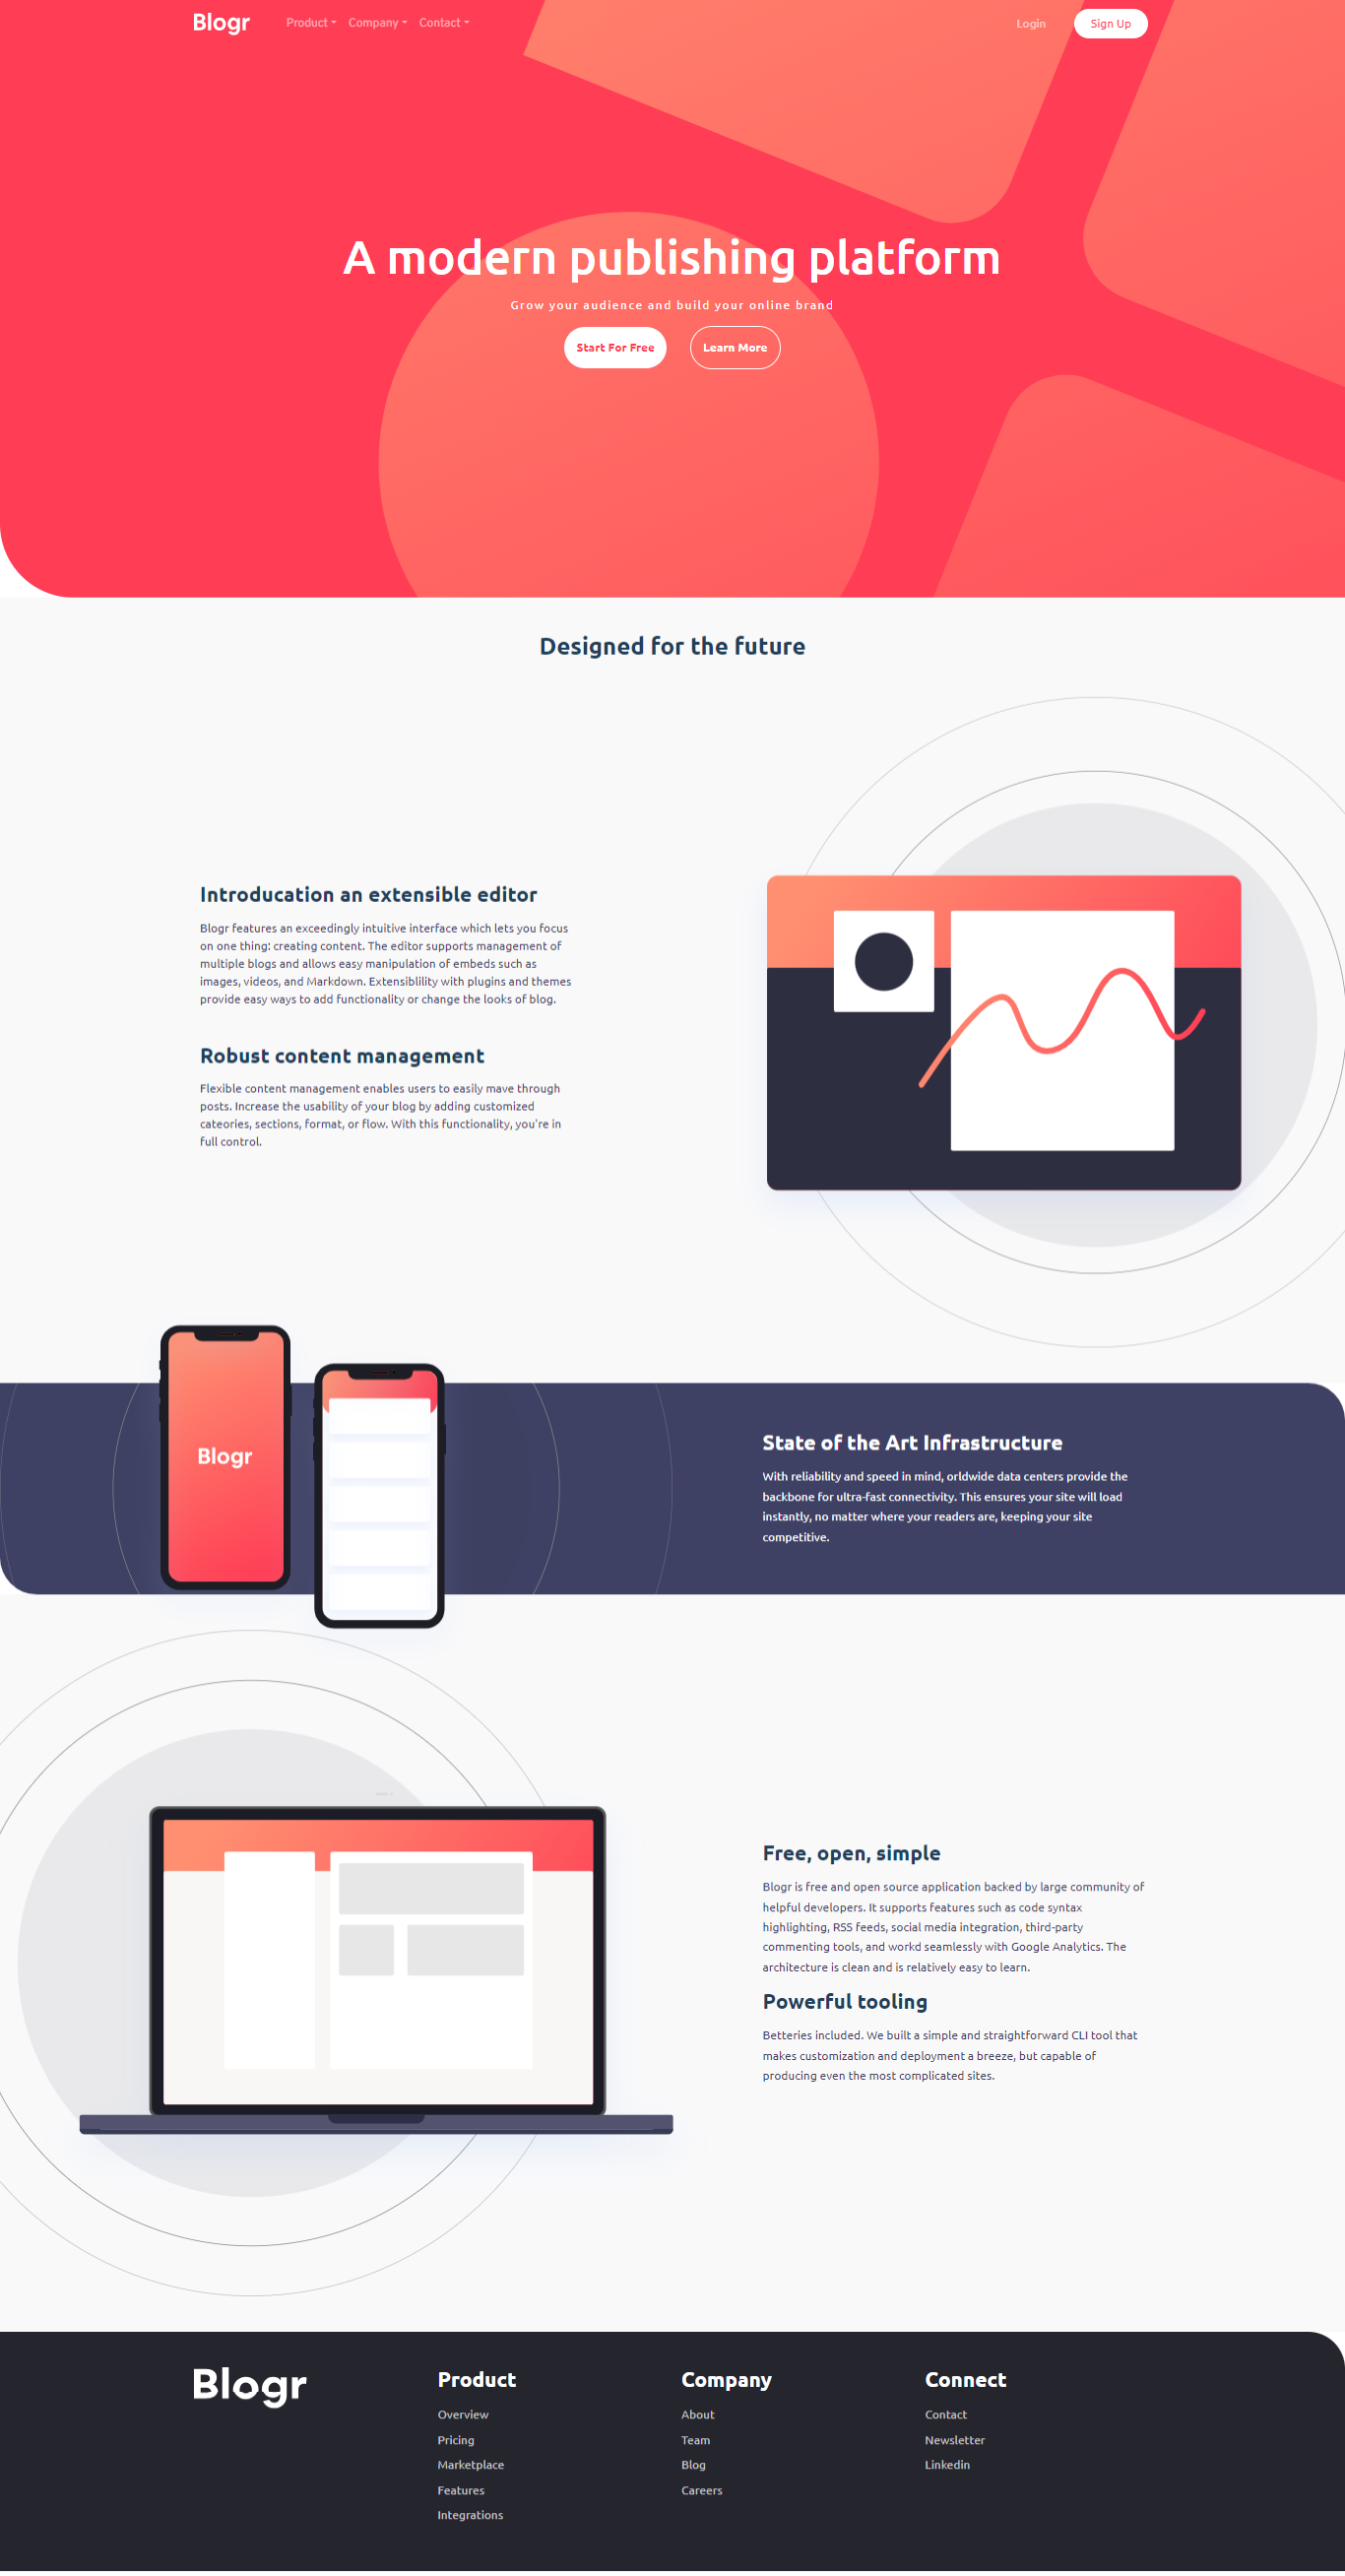 Blogr Product Company Contact Login Sign Up
A modern publishing platform
Grow your audience and build your online brand
Start For Free Learn More
Designed for the future
Introducation an extensible editor
Blogr features an exceedingly intuitive interface which lets you focus
on one thing: creating content. The editor supports management of
multiple blogs and allows easy manipulation of embeds such as
images, videos, and Markdown. Extensiblility with plugins and themes
provide easy ways to add functionality or change the looks of blog.
Robust content management
Flexible content management enables users to easily mave through
posts. Increase the usability of your blog by adding customized
cateories, sections, format, or flow. With this functionality, you're in
full control.
Blogr
State of the Art Infrastructure
With reliability and speed in mind, orldwide data centers provide the
backbone for ultra-fast connectivity. This ensures your site will load
instantly, no matter where your readers are, keeping your site
competitive.
Free, open, simple
Blogr is free and open source application backed by large community of
helpful developers. It supports features such as code syntax
highlighting, RSS feeds, social media integration, third-party
commenting tools, and workd seamlessly with Google Analytics. The
architecture is clean and is relatively easy to learn.
Powerful tooling
Betteries included. We built a simple and straightforward CLI tool that
makes customization and deployment a breeze, but capable of
producing even the most complicated sites.
Blogr
Product
Overview
Pricing
Marketplace
Features
Integrations
Company
About
Team
Blog
Careers
Connect
Contact
Newsletter
Linkedin